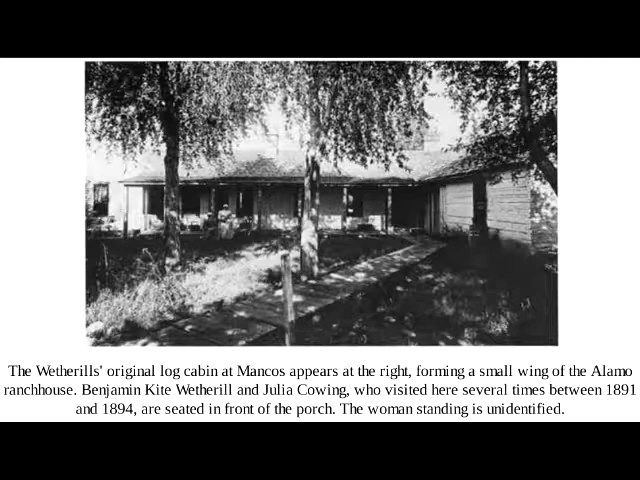 The Wetherills' original log cabin at Mancos appears at the right, forming a small wing of the Alamo
ranchhouse. Benjamin Kite Wetherill and Julia Cowing, who visited here several times between 1891
and 1894, are seated in front of the porch. The woman standing is unidentified.